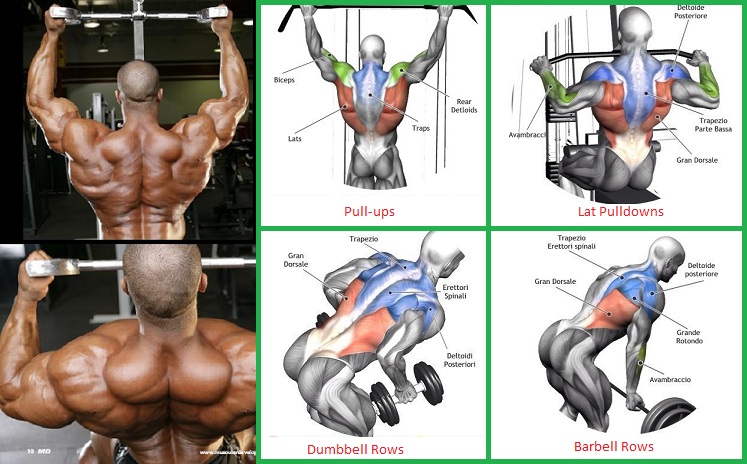 Biceps
Rear
Detloids
Lats
Traps
Pull-ups
Deltoide
Posteriore
Avambracci
Trapezio
Parte Bassa
Gran Dorsale
Lat Pulldowns
Trapezio
Gran
Dorsale
Erettori
Spinali
Deltoidi
Posteriori
Dumbbell Rows
Trapezio
Erettori spinali
Deltoide
posteriore
Gran Dorsale
Grande
Rotondo
Avambraccio
Barbell Rows